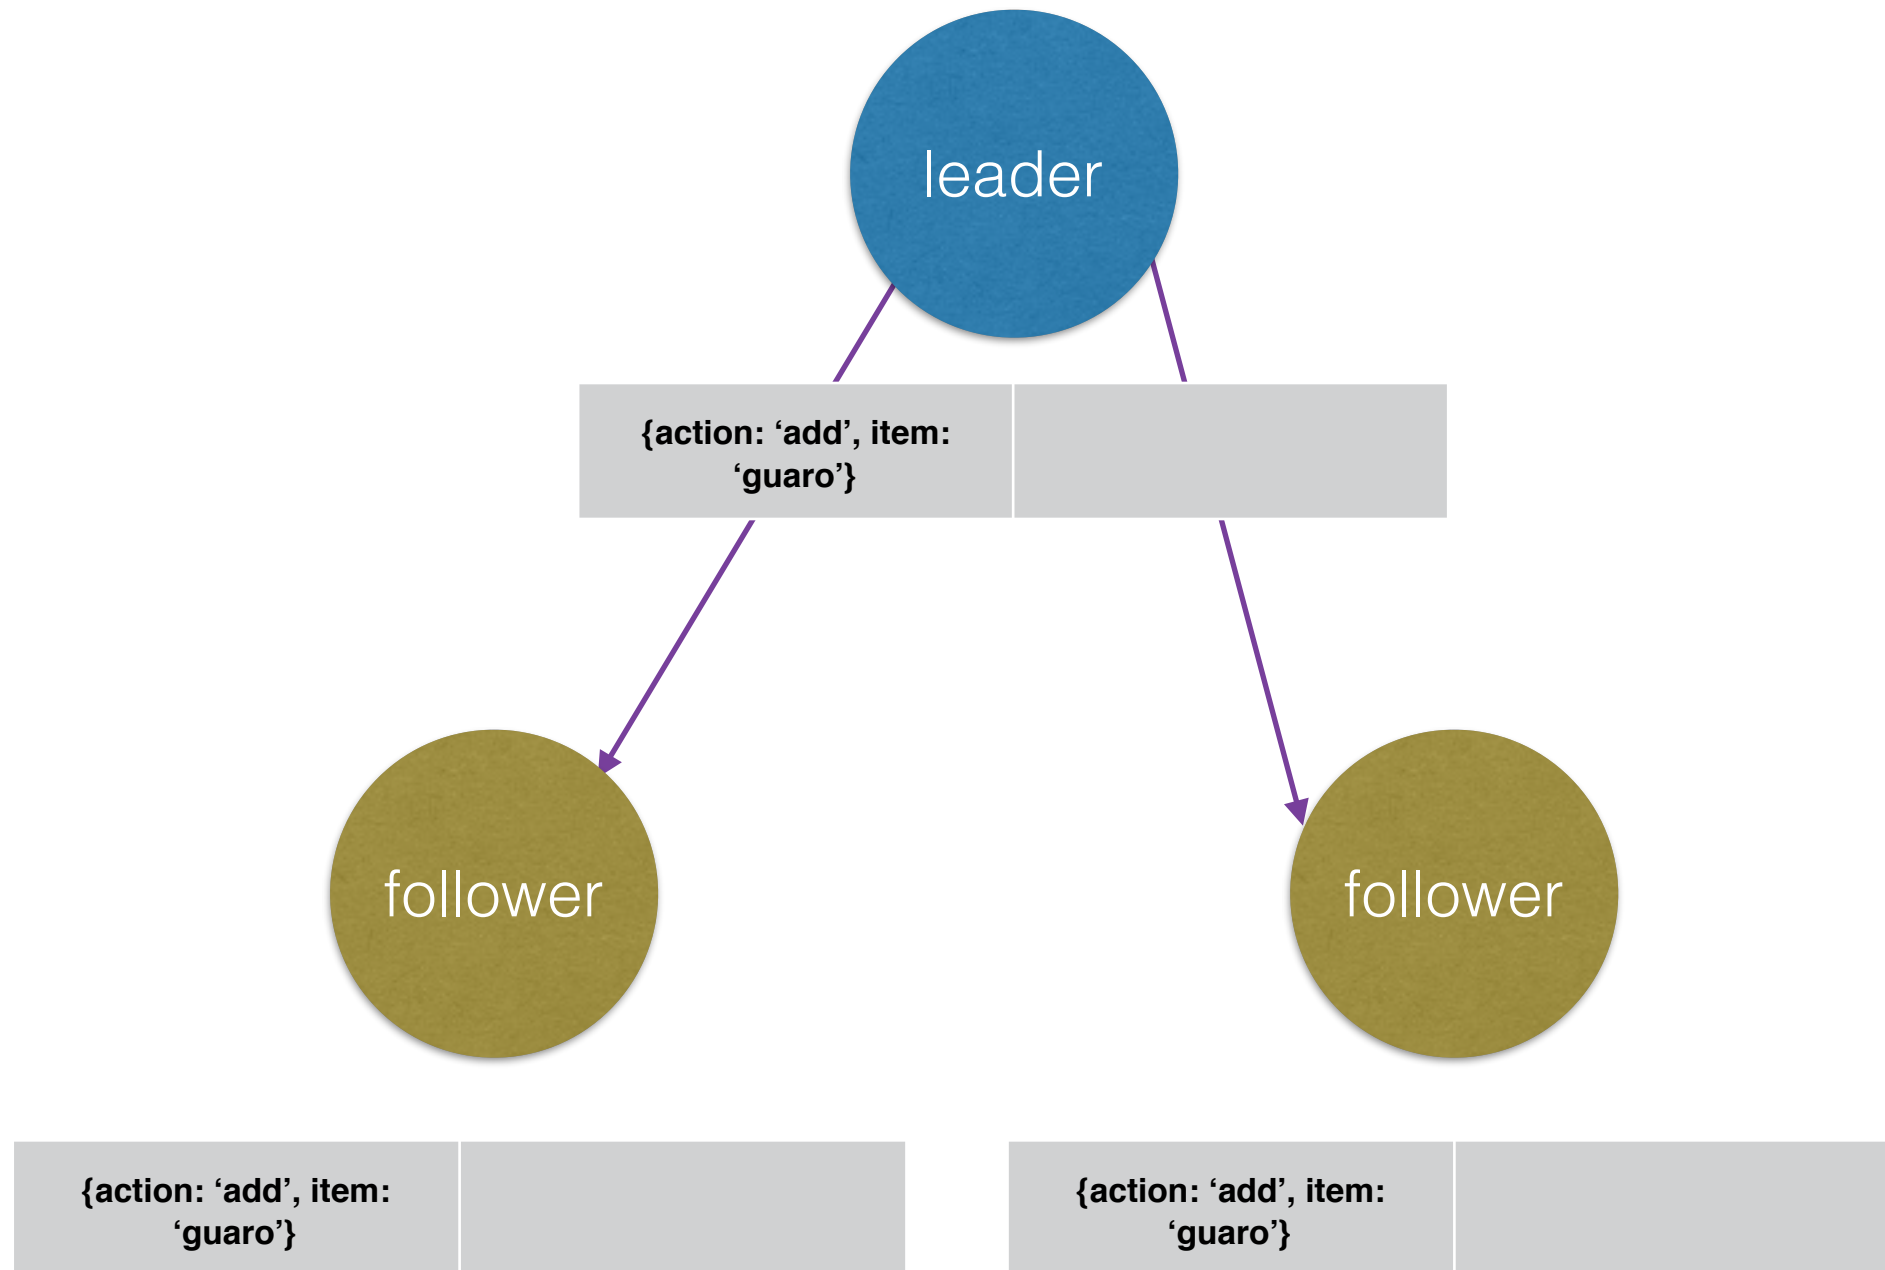 leader
{action: ‘add’, item:
‘guaro’}
follower
follower
{action: ‘add’, item:
‘guaro’}
{action: ‘add’, item:
‘guaro’}